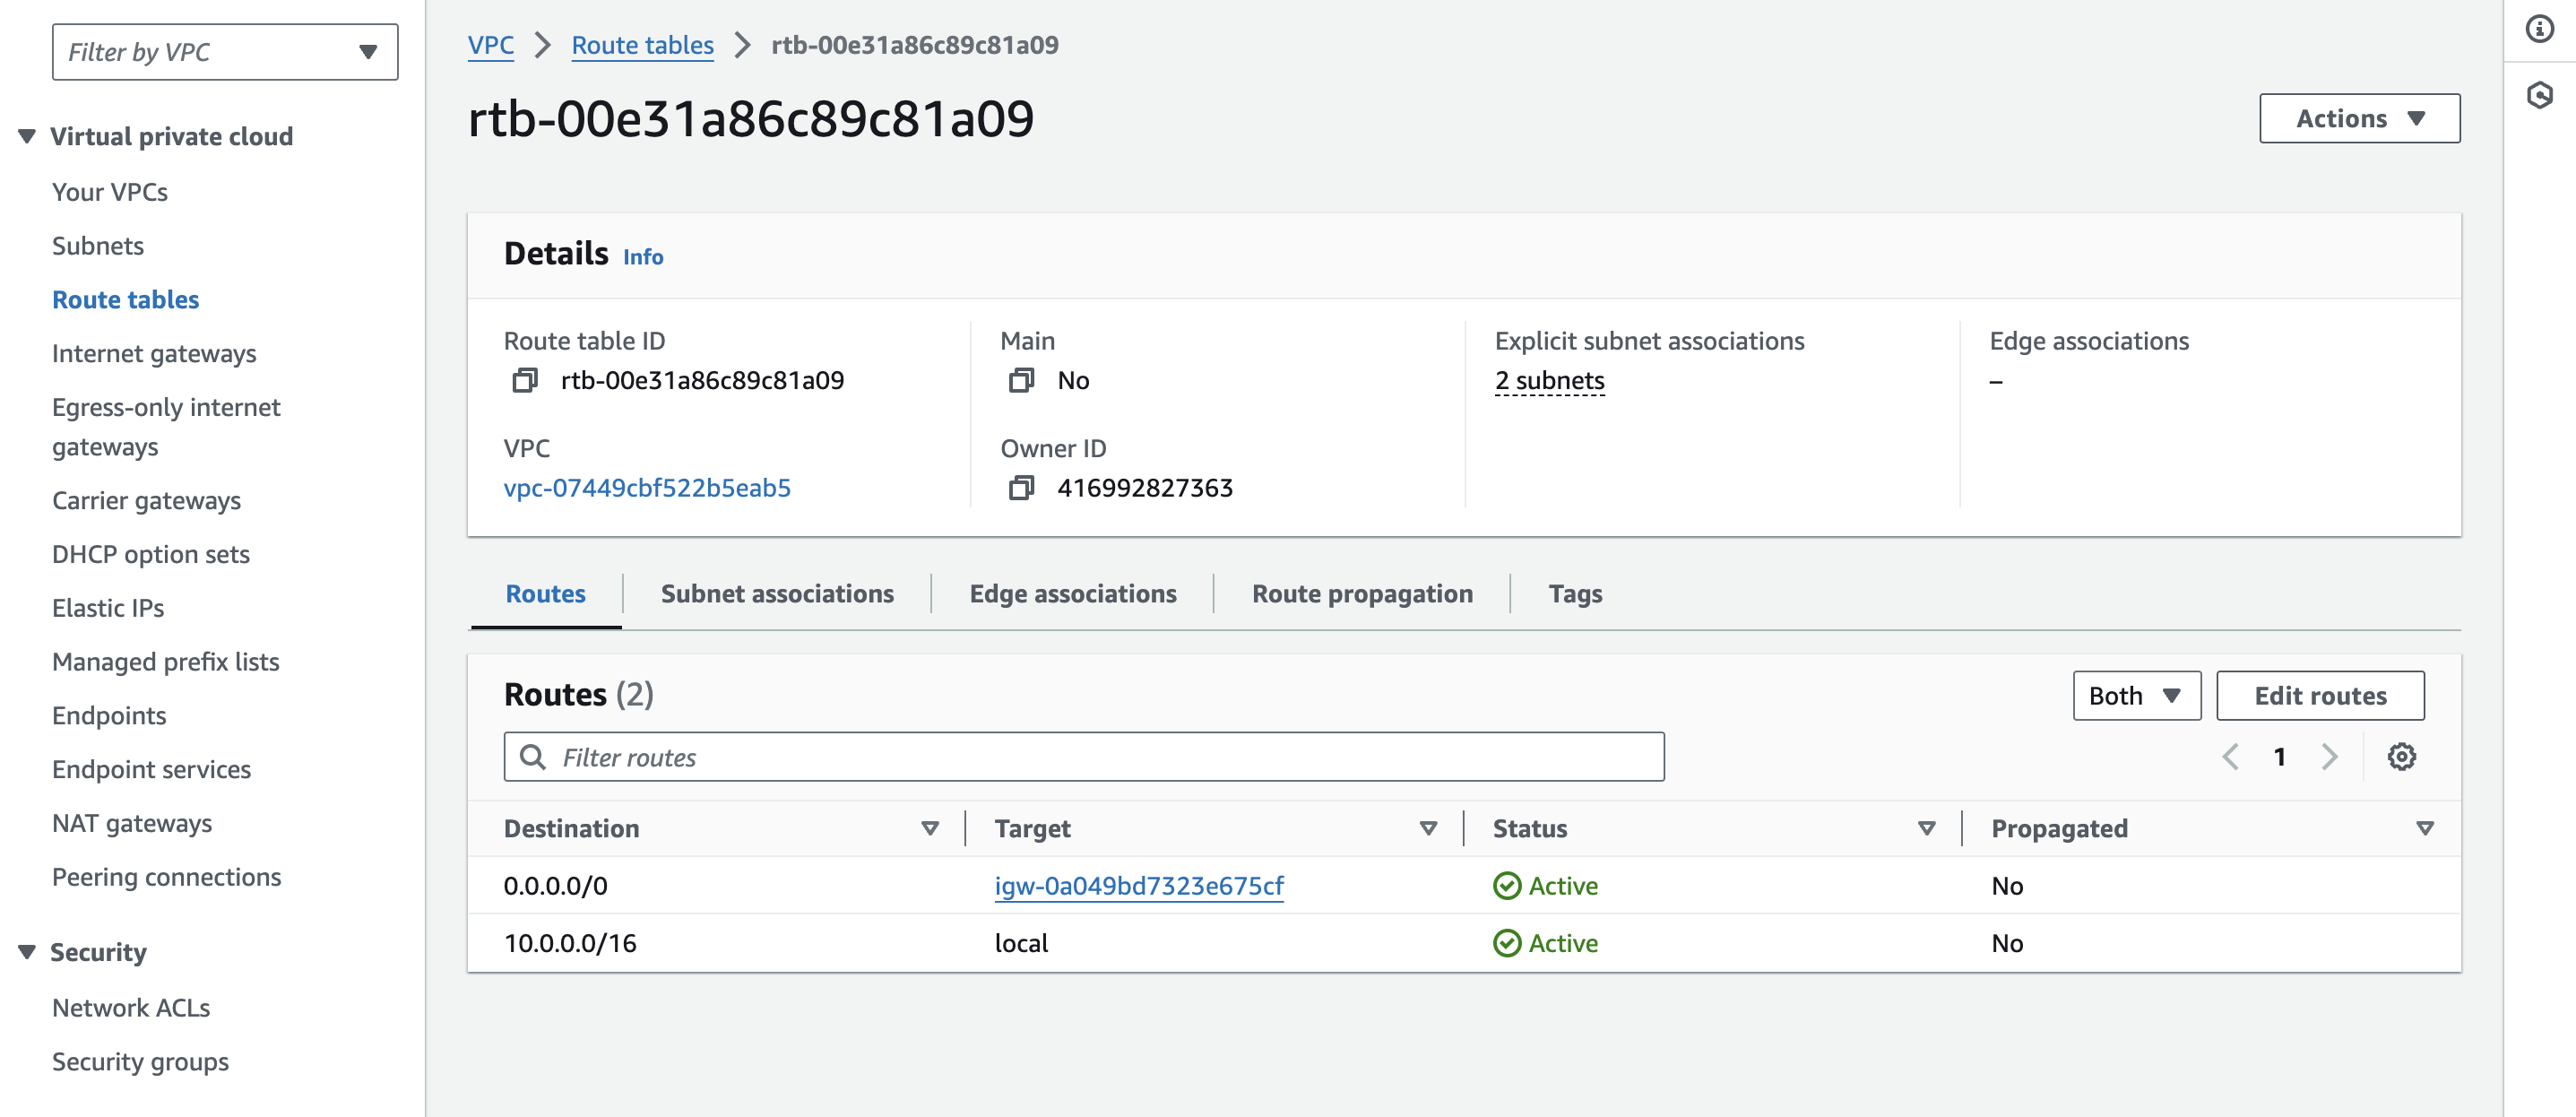 Filter by VPC
Virtual private cloud
Your VPCs
Subnets
Route tables
Internet gateways
Egress-only internet
gateways
Carrier gateways
DHCP option sets
Elastic IPs
Managed prefix lists
Endpoints
Endpoint services
NAT gateways
Peering connections
Security
Network ACLs
Security groups
VPC Route tables rtb-00e31a86c89c81a09
rtb-00e31a86c89c81a09
Actions
Details Info
Route table ID
rtb-00e31a86c89c81a09
Main
No
Explicit subnet associations
2 subnets
Edge associations
–
VPC
vpc-07449cbf522b5eab5
Owner ID
416992827363
Routes Subnet associations Edge associations Route propagation Tags
Routes (2)
Both Edit routes
Filter routes
1
Destination Target Status Propagated
0.0.0.0/0 igw-0a049bd7323e675cf Active No
10.0.0.0/16 local Active No